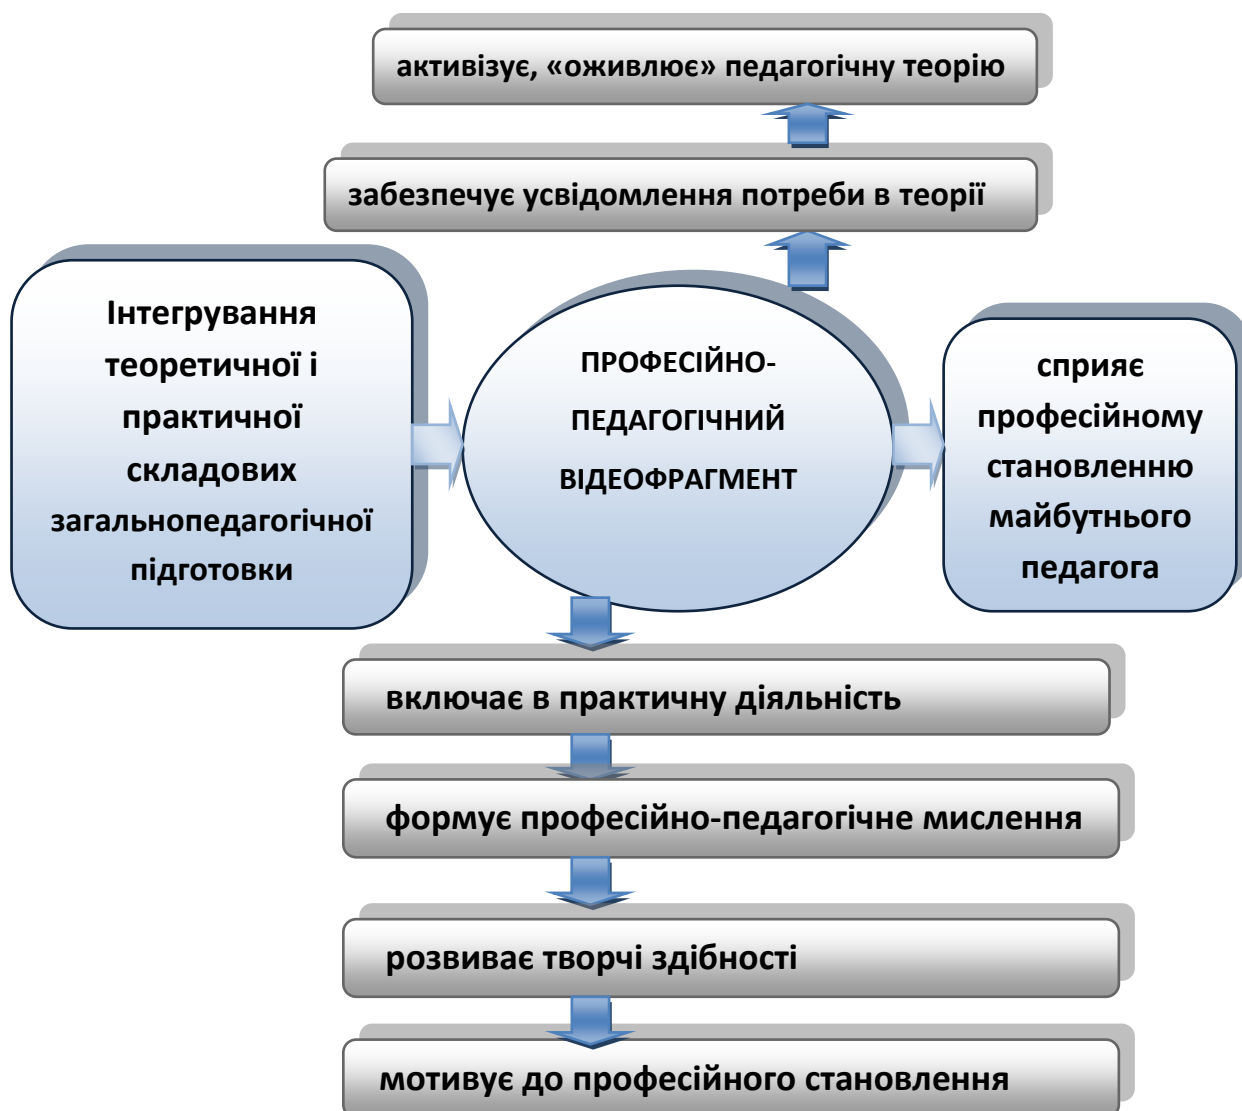 активізує, «оживлює» педагогічну теорію
забезпечує усвідомлення потреби в теорії
Інтегрування
теоретичної і
практичної
складових
загальнопедагогічної
підготовки
ПРОФЕСІЙНО-
ПЕДАГОГІЧНИЙ
ВІДЕОФРАГМЕНТ
сприяє
професійному
становленню
майбутнього
педагога
включає в практичну діяльність
формує професійно-педагогічне мислення
розвиває творчі здібності
мотивує до професійного становлення